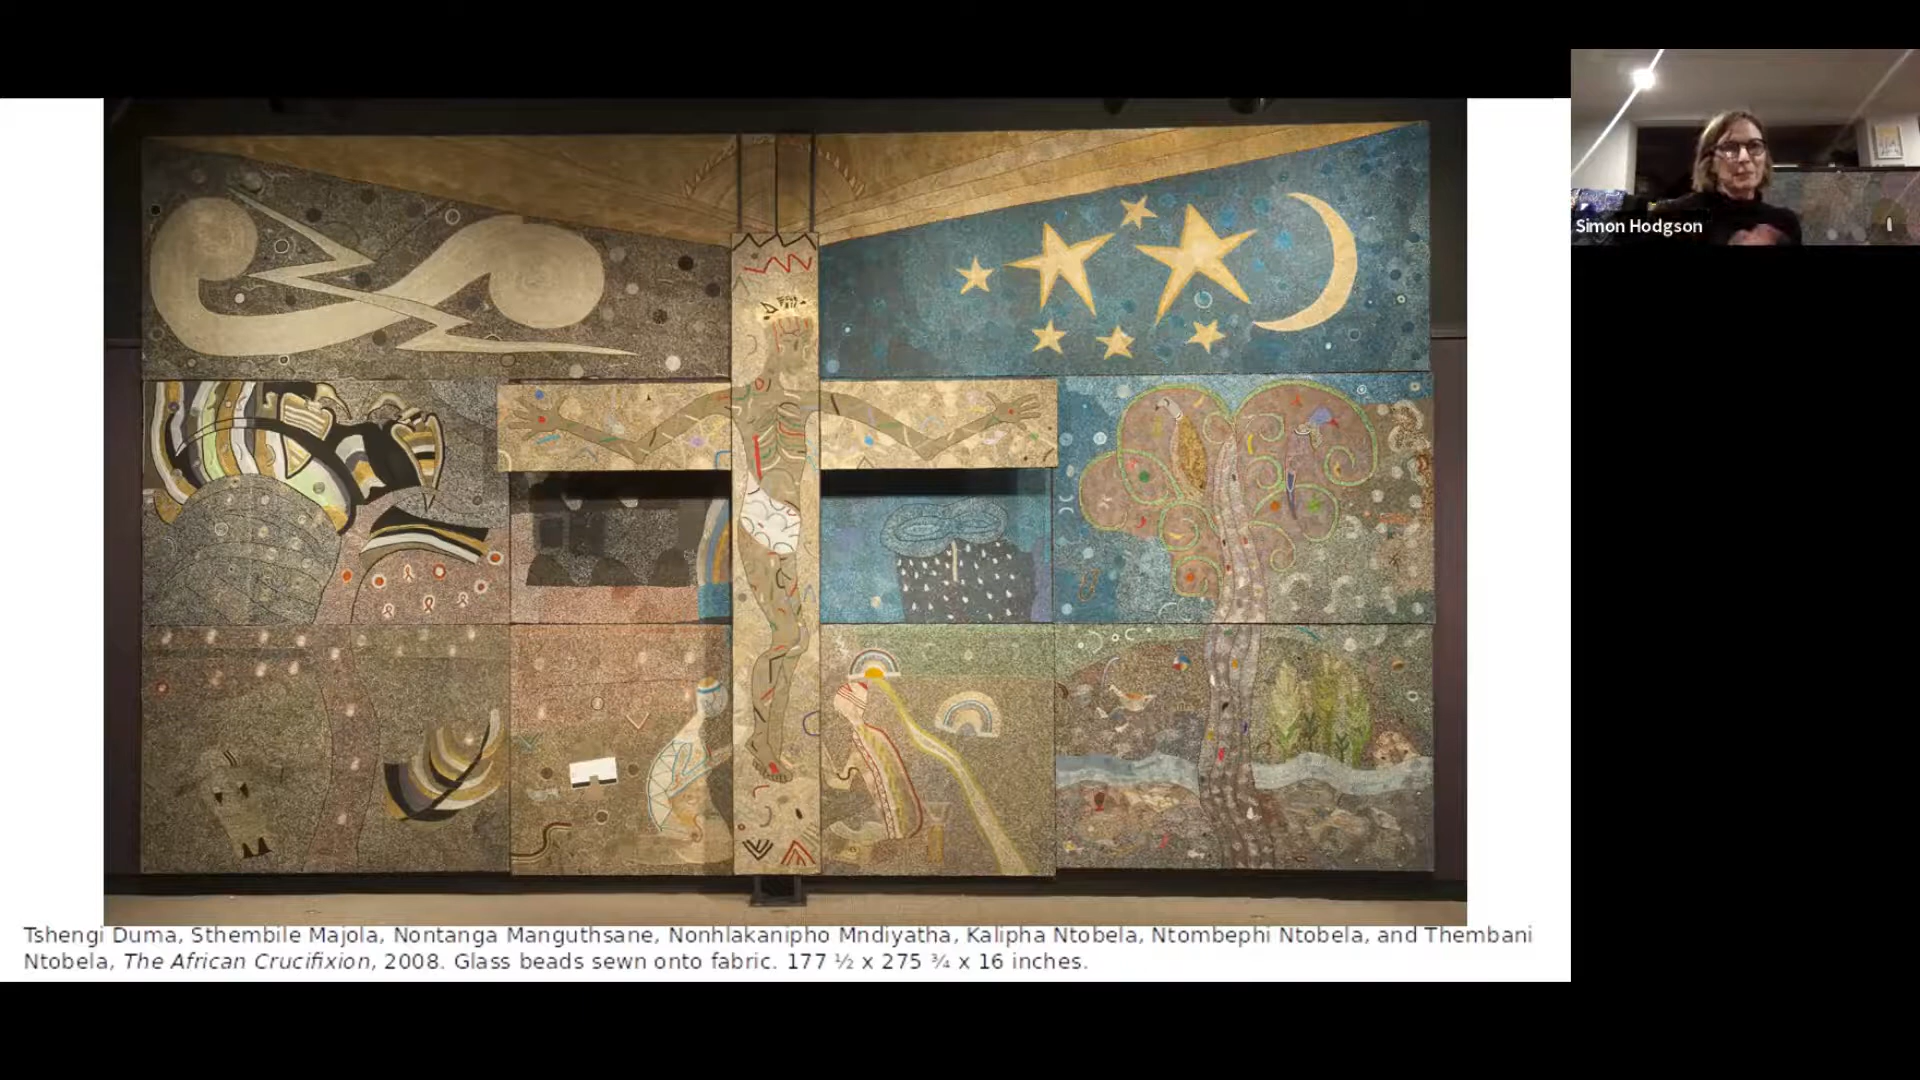 Simon Hodgson
Tshengi Duma, Sthembile Majola, Nontanga Manguthsane, Nonhlakanipho Mndiyatha, Kalipha Ntobela, Ntombephi Ntobela, and Thembani
Ntobela, The African Crucifixion, 2008. Glass beads sewn onto fabric. 177 ½ x 275 ¾ x 16 inches.